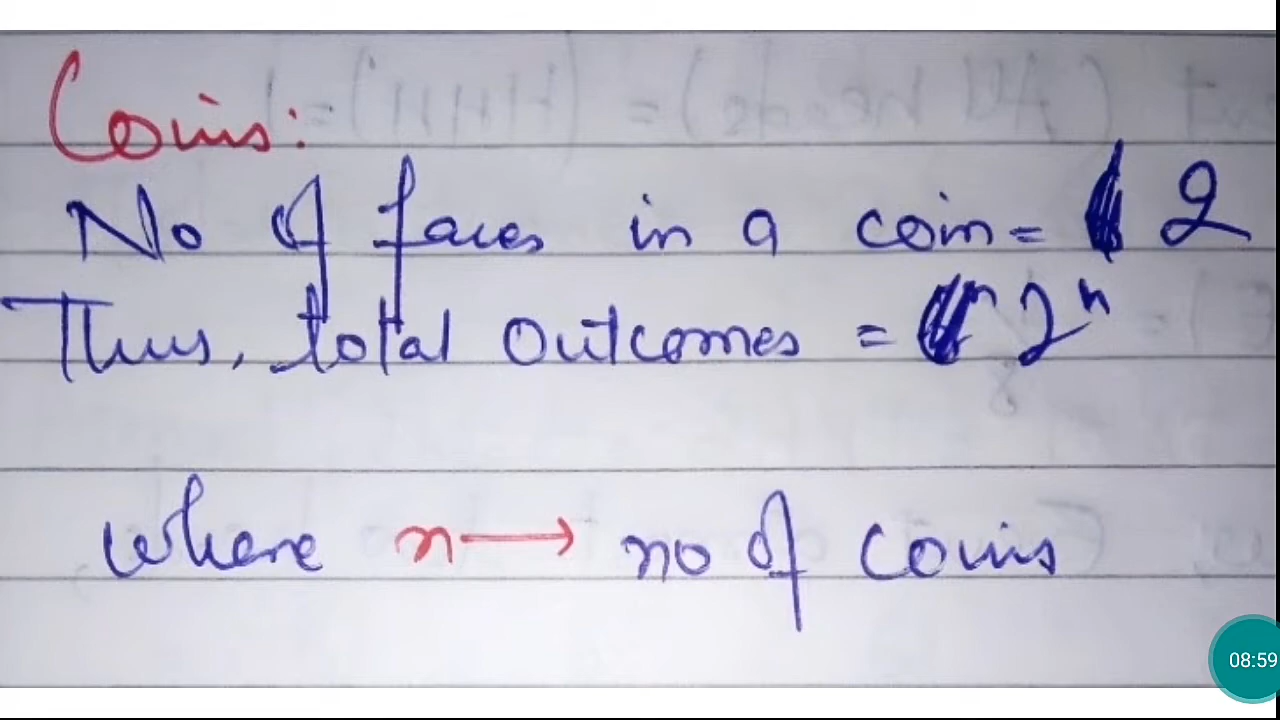 Coins:
No of faces in a coin = 2
Thus, total outcomes = 2ⁿ
where n → no of coins
08:59